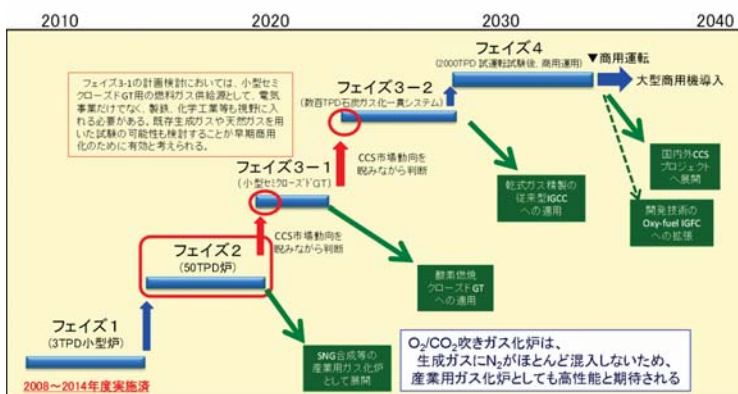 2010
2020
2030
2040
フェイズ4
(2000TPD 試運転試験後、商用運用)
▼商用運転
大型商用機導入
フェイズ3-1の計画検討においては、小型セミ
クローズドGT用の燃料ガス供給源として、電気
事業だけでなく、製鉄、化学工業等も視野に入
れる必要がある。既存生成ガスや天然ガスを用
いた試験の可能性も検討することが早期商用
化のために有効と考えられる。
フェイズ3-2
(数百TPD石炭ガス化一貫システム)
フェイズ3-1
(小型セミクローズドGT)
CCS市場動向を
睨みながら判断
国内外CCS
プロジェクト
へ展開
乾式ガス精製の
従来型IGCC
への適用
開発技術の
Oxy-fuel IGFC
への拡張
フェイズ2
(50TPD炉)
CCS市場動向を
睨みながら判断
酸素燃焼
クローズドGT
への適用
フェイズ1
(3TPD小型炉)
2008~2014年度実施済
SNG合成等の
産業用ガス化炉
として展開
O2/CO2吹きガス化炉は、
生成ガスにN2がほとんど混入しないため、
産業用ガス化炉としても高性能と期待される